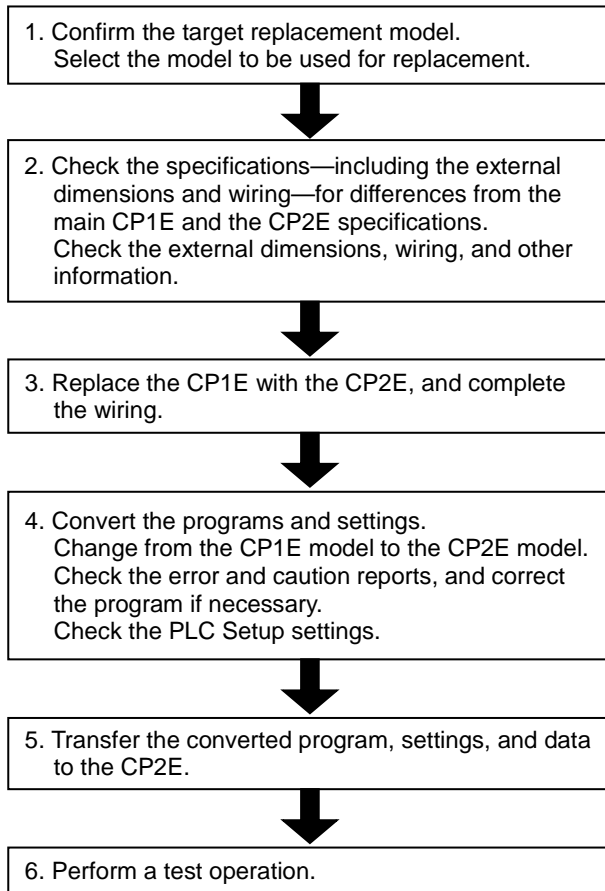 1. Confirm the target replacement model.
Select the model to be used for replacement.
2. Check the specifications—including the external
dimensions and wiring—for differences from the
main CP1E and the CP2E specifications.
Check the external dimensions, wiring, and other
information.
3. Replace the CP1E with the CP2E, and complete
the wiring.
4. Convert the programs and settings.
Change from the CP1E model to the CP2E model.
Check the error and caution reports, and correct
the program if necessary.
Check the PLC Setup settings.
5. Transfer the converted program, settings, and data
to the CP2E.
6. Perform a test operation.